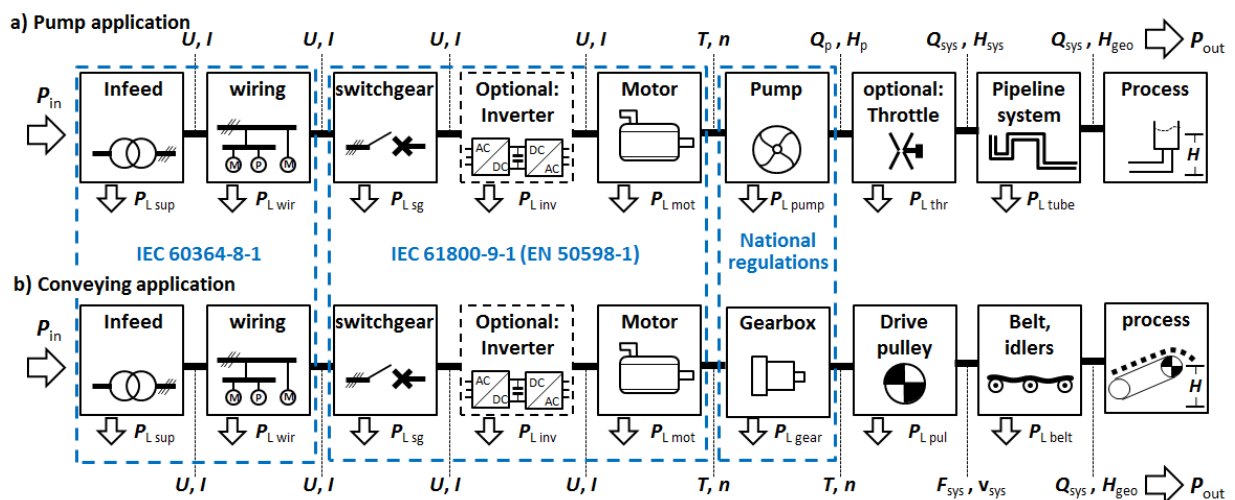 a) Pump application
U, I U, I U, I U, I T, n Qp , Hp Qsys , Hsys Qsys , Hgeo Pout
Pin
Infeed wiring switchgear Optional: Inverter Motor Pump optional: Throttle Pipeline system Process
M P M
AC DC DC AC
H
PL sup PL wir PL sg PL inv PL mot PL pump PL thr PL tube
IEC 60364-8-1 IEC 61800-9-1 (EN 50598-1) National regulations
b) Conveying application
Pin
Infeed wiring switchgear Optional: Inverter Motor Gearbox Drive pulley Belt, idlers process
M P M
AC DC DC AC
H
PL sup PL wir PL sg PL inv PL mot PL gear PL pul PL belt
U, I U, I U, I U, I T, n T, n Fsys , vsys Qsys , Hgeo Pout